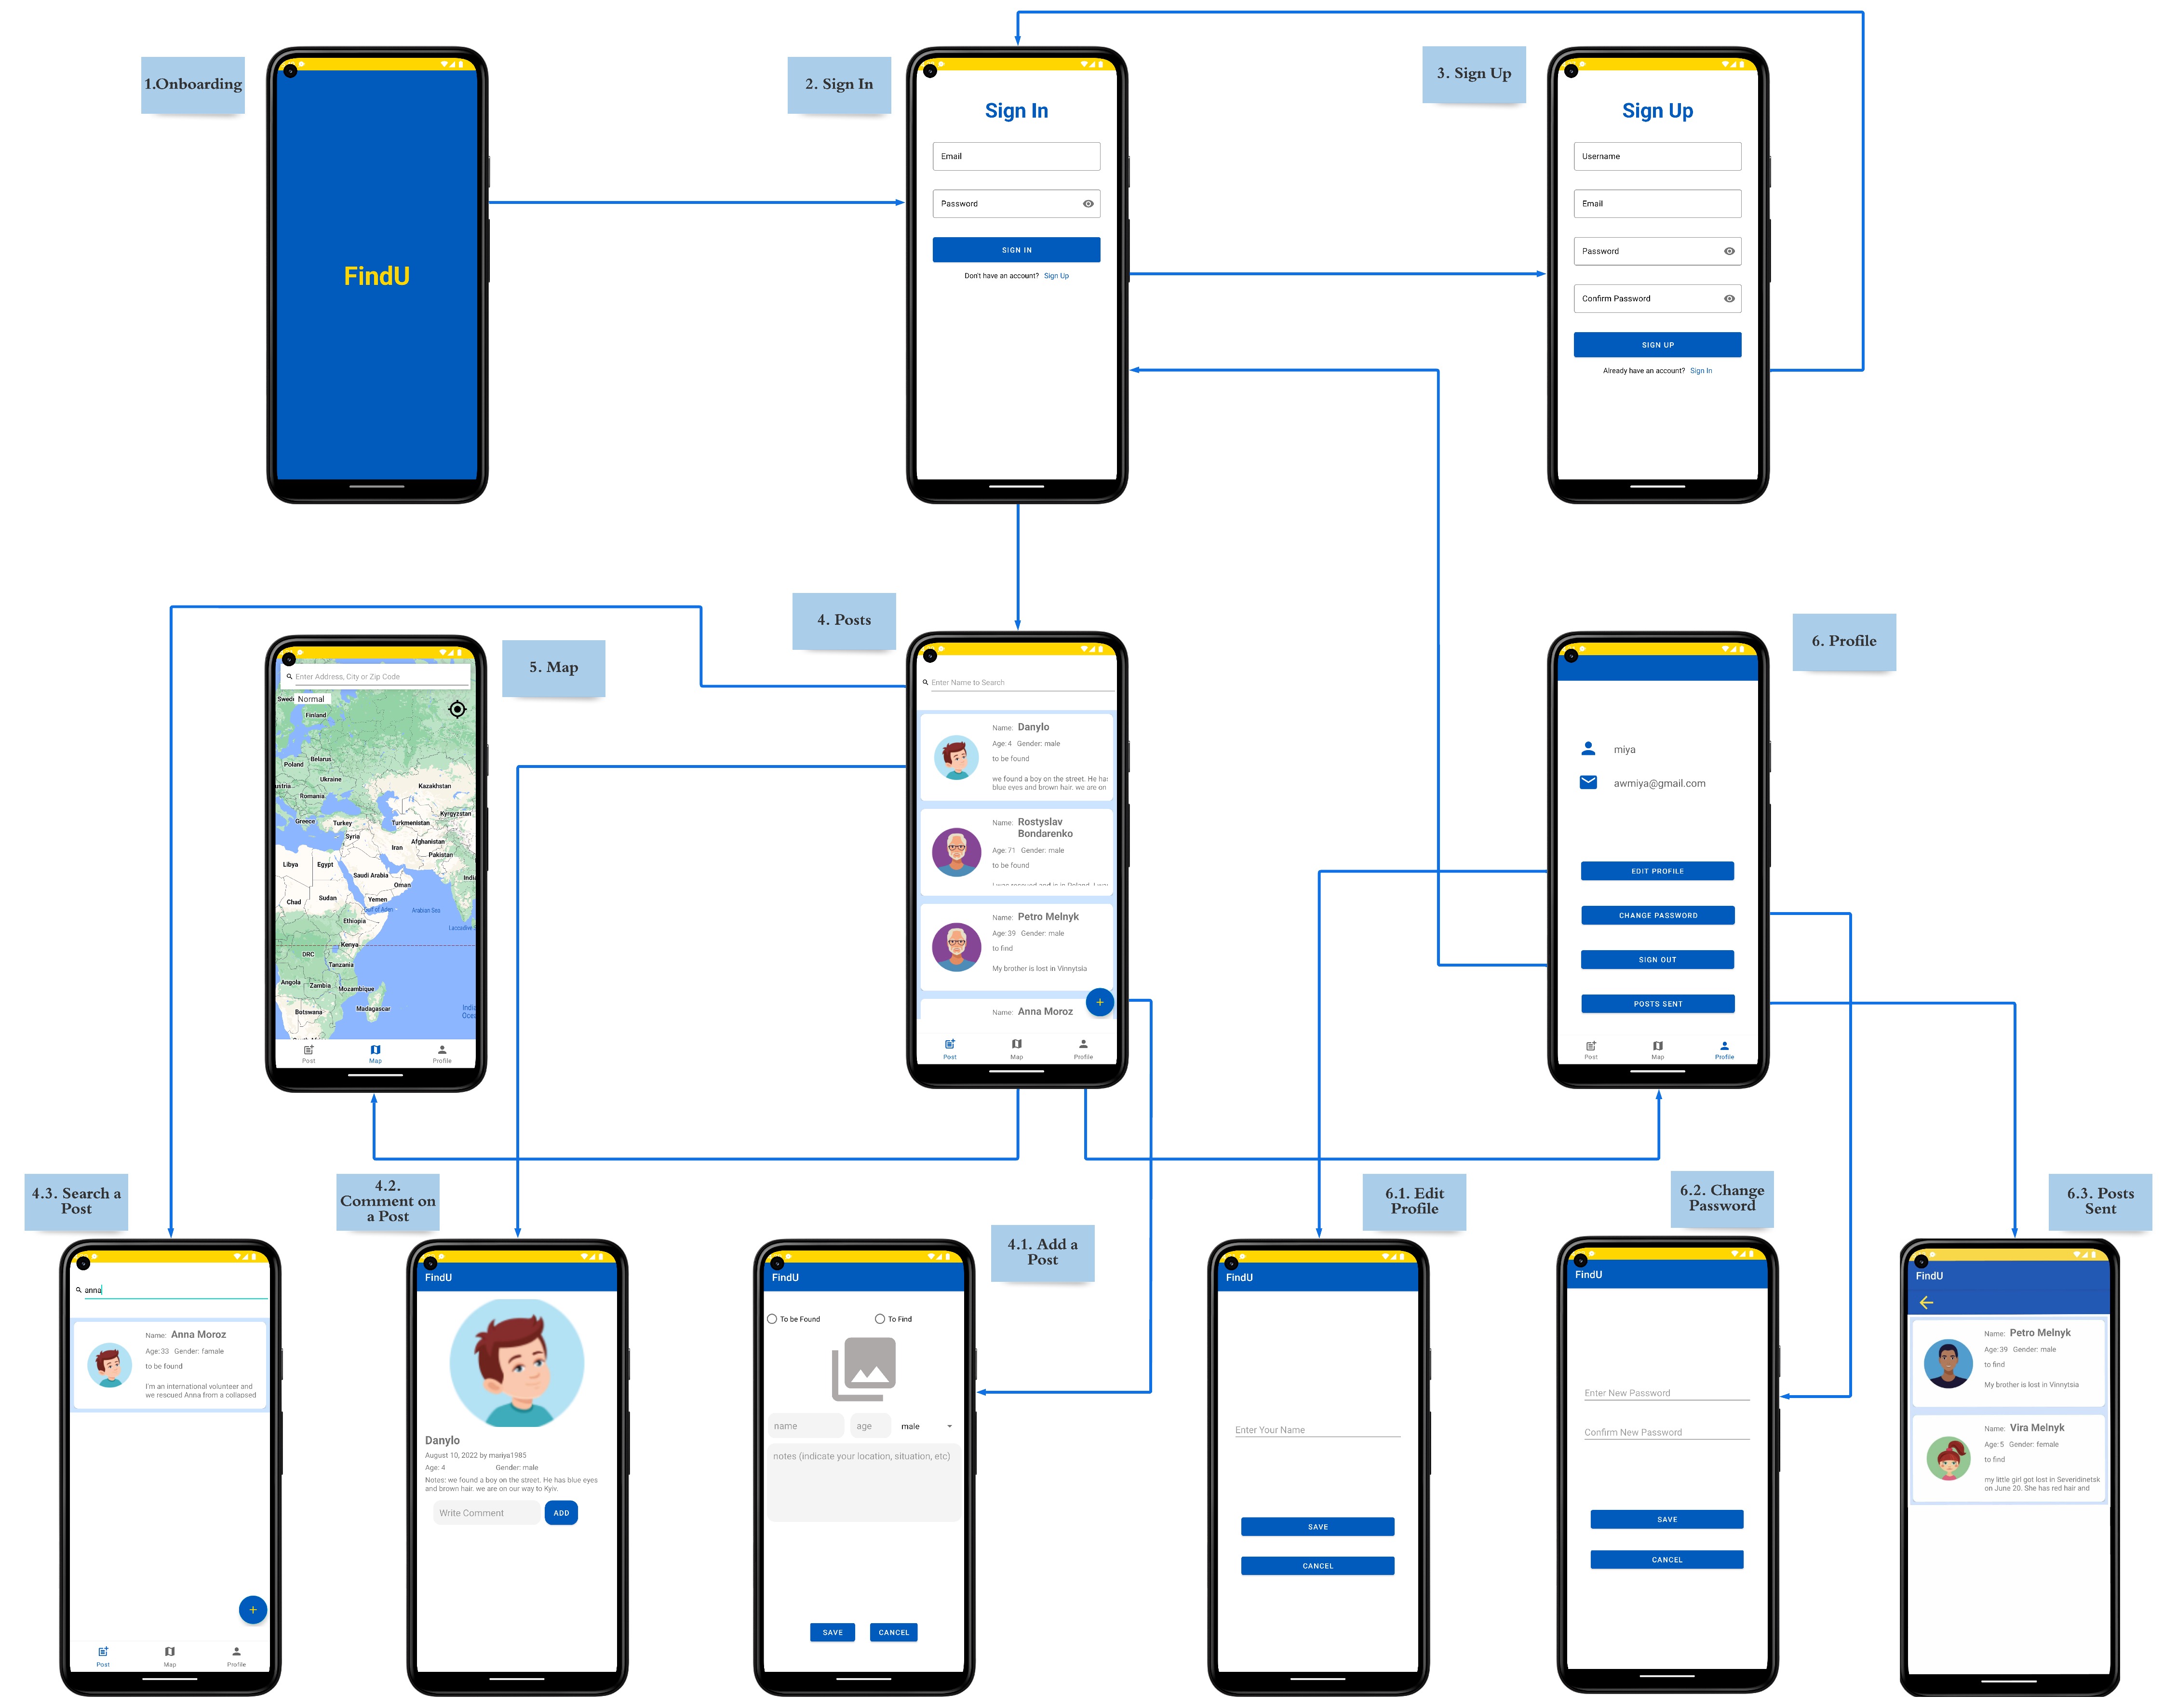 1.Onboarding
FindU
2. Sign In
Sign In
Email
Password
SIGN IN
Don't have an account? Sign Up
3. Sign Up
Sign Up
Username
Email
Password
Confirm Password
SIGN UP
Already have an account? Sign In
5. Map
Enter Address, City or Zip Code
Normal
Swed
Finland
Belarus
Poland
Ukraine
ustria
Romania
Kazakhstan
Greece
Turkey
Turkmenistan
Kyrgyzstan
Syria
Afghanistan
Iran
Pakistan
Libya
Egypt
Saudi Arabia
India
Oman
Chad
Sudan
Yemen
Gulf of Aden
Arabian Sea
Ethiopia
Laccadive
Kenya
DRC
Tanzania
Angola
Zambia
Mozambique
Botswana
Madagascar
Indi
Ocea
Post
Map
Profile
4. Posts
Enter Name to Search
Name: Danylo
Age: 4 Gender: male
to be found
we found a boy on the street. He has
blue eyes and brown hair. we are on
Name: Rostyslav
Bondarenko
Age: 71 Gender: male
to be found
I was rescued and is in Poland. I wa
Name: Petro Melnyk
Age: 39 Gender: male
to find
My brother is lost in Vinnytsia
Name: Anna Moroz
+
Post
Map
Profile
6. Profile
miya
awmiya@gmail.com
EDIT PROFILE
CHANGE PASSWORD
SIGN OUT
POSTS SENT
Post
Map
Profile
4.3. Search a
Post
anna
Name: Anna Moroz
Age: 33 Gender: famale
to be found
I'm an international volunteer and
we rescued Anna from a collapsed
+
Post
Map
Profile
4.2.
Comment on
a Post
FindU
Danylo
August 10, 2022 by mariya1985
Age: 4 Gender: male
Notes: we found a boy on the street. He has blue eyes
and brown hair. we are on our way to Kyiv.
Write Comment
ADD
4.1. Add a
Post
FindU
To be Found
To Find
name
age
male
notes (indicate your location, situation, etc)
SAVE
CANCEL
6.1. Edit
Profile
FindU
Enter Your Name
SAVE
CANCEL
6.2. Change
Password
FindU
Enter New Password
Confirm New Password
SAVE
CANCEL
6.3. Posts
Sent
FindU
Name: Petro Melnyk
Age: 39 Gender: male
to find
My brother is lost in Vinnytsia
Name: Vira Melnyk
Age: 5 Gender: female
to find
my little girl got lost in Severidinetsk
on June 20. She has red hair and